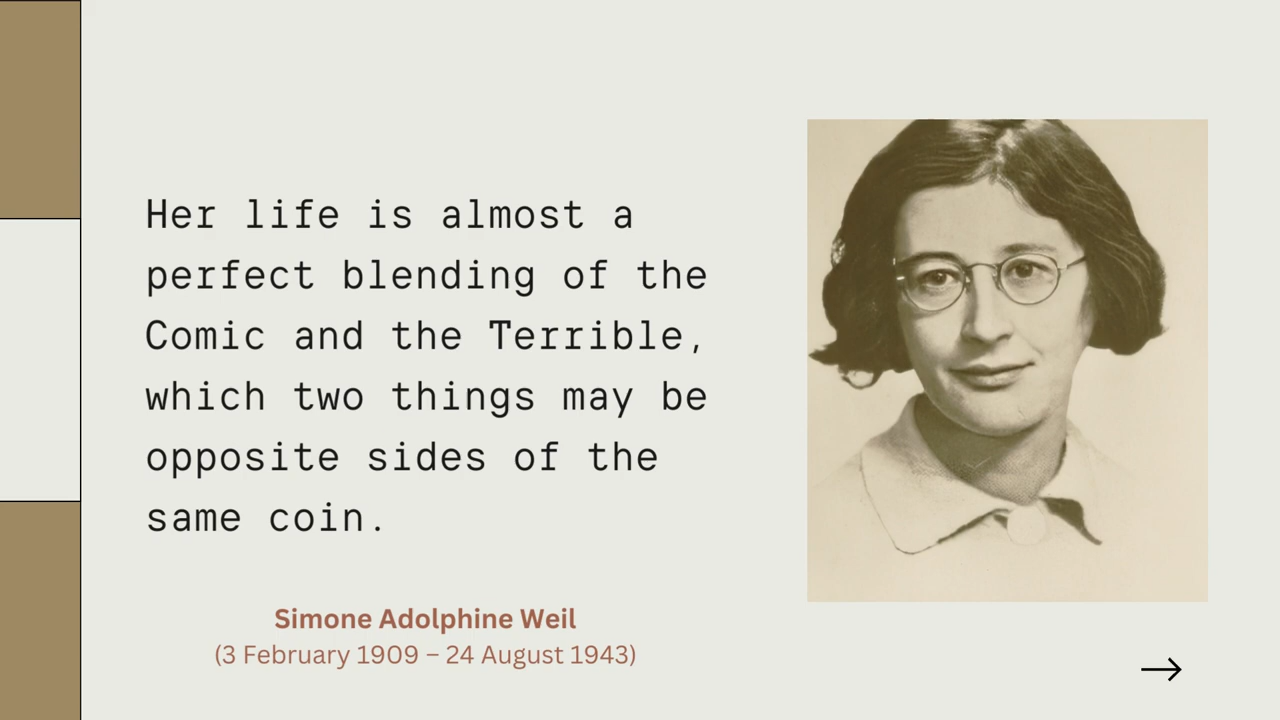 Her life is almost a
perfect blending of the
Comic and the Terrible,
which two things may be
opposite sides of the
same coin.
Simone Adolphine Weil
(3 February 1909 – 24 August 1943)